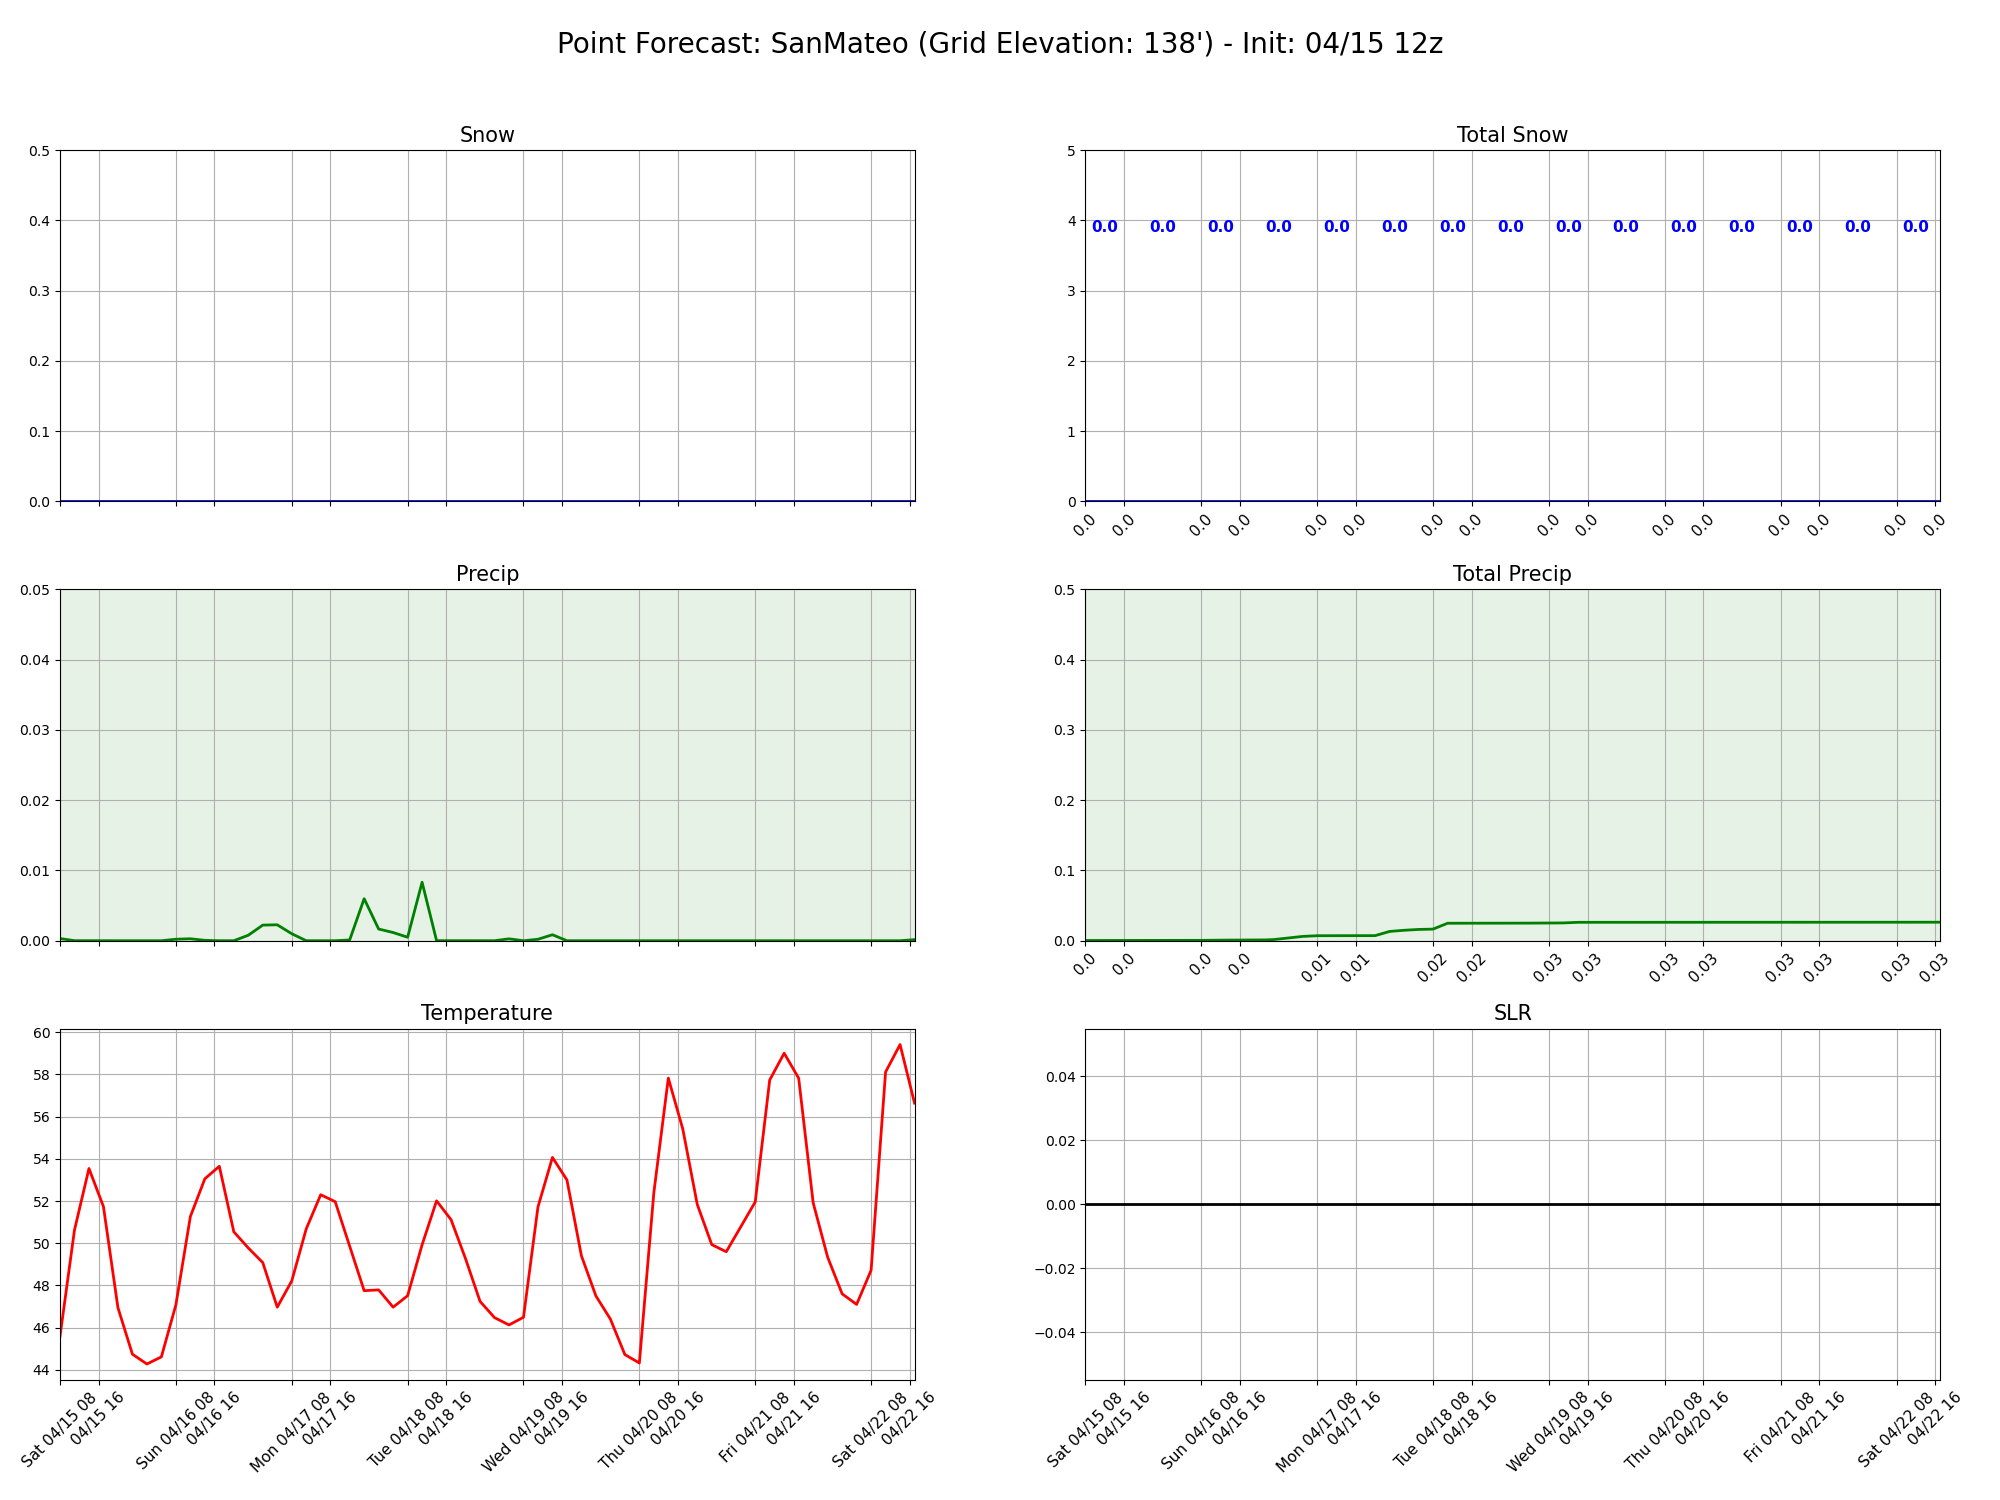 Point Forecast: SanMateo (Grid Elevation: 138') - Init: 04/15 12z
Snow
0.5
0.4
0.3
0.2
0.1
0.0
Total Snow
5
4
3
2
1
0
0.0 0.0 0.0 0.0 0.0 0.0 0.0 0.0 0.0 0.0 0.0 0.0 0.0 0.0 0.0
0.0 0.0 0.0 0.0 0.0 0.0 0.0 0.0 0.0 0.0 0.0 0.0 0.0 0.0 0.0 0.0
Precip
0.05
0.04
0.03
0.02
0.01
0.00
Total Precip
0.5
0.4
0.3
0.2
0.1
0.0
0.0 0.0 0.0 0.0 0.01 0.01 0.02 0.02 0.03 0.03 0.03 0.03 0.03 0.03 0.03 0.03
Temperature
60
58
56
54
52
50
48
46
44
Sat 04/15 08
04/15 16
Sun 04/16 08
04/16 16
Mon 04/17 08
04/17 16
Tue 04/18 08
04/18 16
Wed 04/19 08
04/19 16
Thu 04/20 08
04/20 16
Fri 04/21 08
04/21 16
Sat 04/22 08
04/22 16
SLR
0.04
0.02
0.00
−0.02
−0.04
Sat 04/15 08
04/15 16
Sun 04/16 08
04/16 16
Mon 04/17 08
04/17 16
Tue 04/18 08
04/18 16
Wed 04/19 08
04/19 16
Thu 04/20 08
04/20 16
Fri 04/21 08
04/21 16
Sat 04/22 08
04/22 16